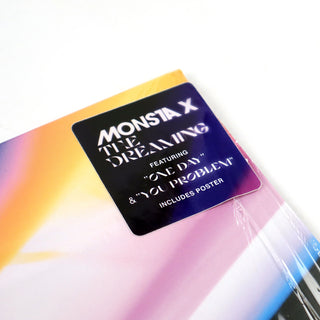 MONSTA X
THE
DREAMING
FEATURING
"ONE DAY"
& "YOU PROBLEM"
INCLUDES POSTER